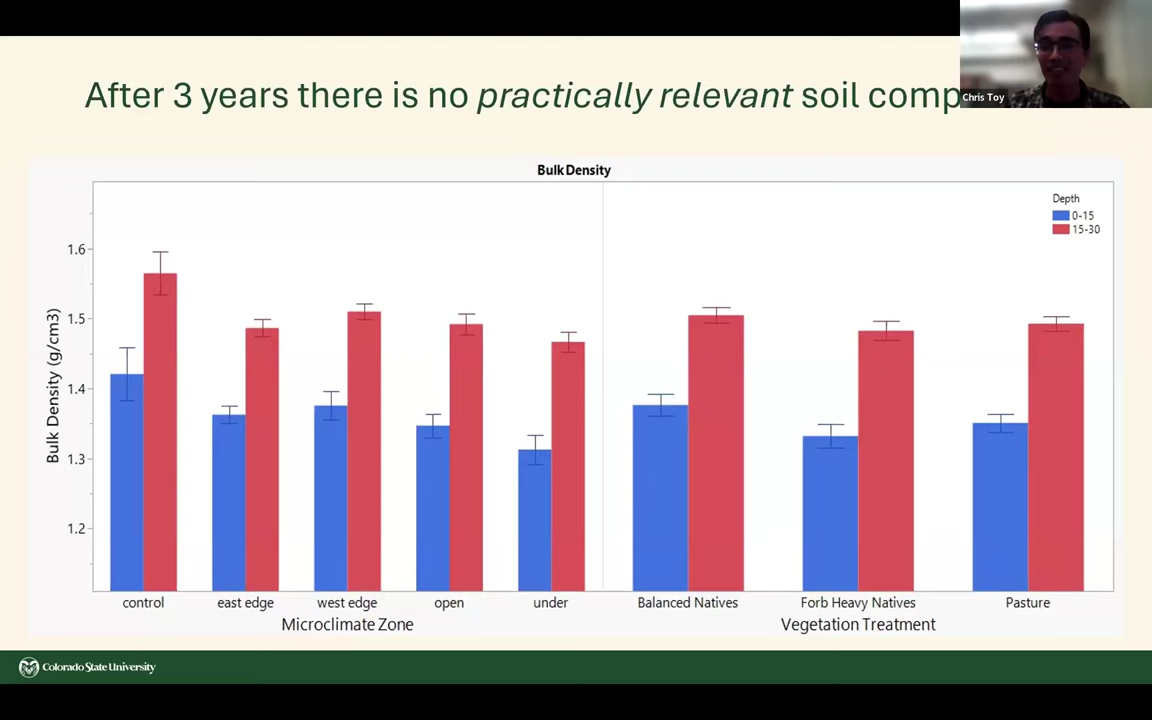 After 3 years there is no practically relevant soil comp
Chris Toy
Bulk Density
Depth
0-15
15-30
1.6
1.5
1.4
1.3
1.2
Bulk Density (g/cm3)
control
east edge
west edge
open
under
Balanced Natives
Forb Heavy Natives
Pasture
Microclimate Zone
Vegetation Treatment
Colorado State University